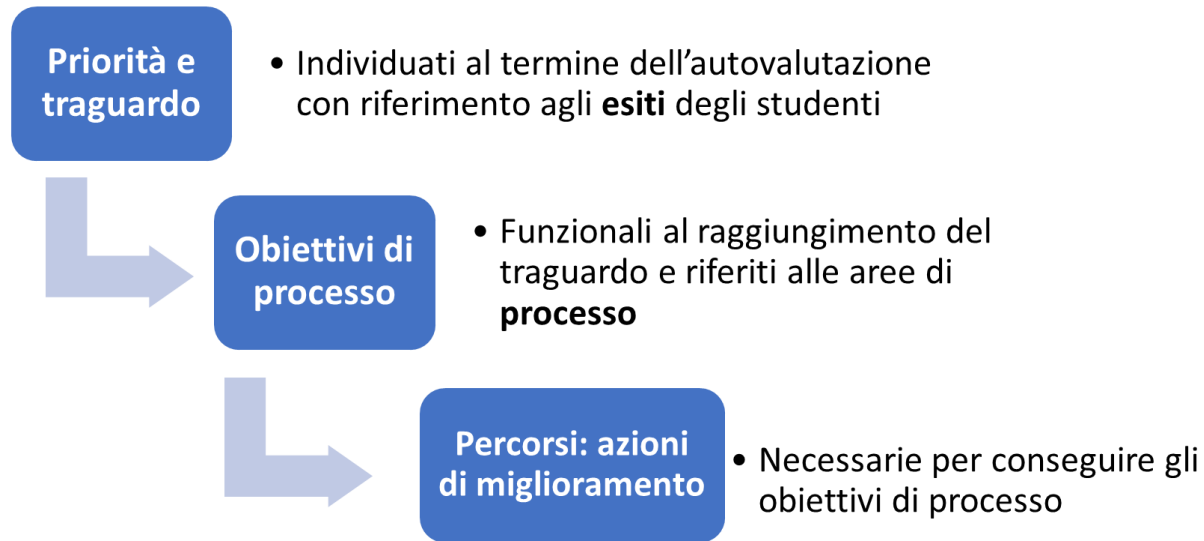 Priorità e
traguardo
• Individuati al termine dell’autovalutazione
con riferimento agli esiti degli studenti
Obiettivi di
processo
• Funzionali al raggiungimento del
traguardo e riferiti alle aree di
processo
Percorsi: azioni
di miglioramento
• Necessarie per conseguire gli
obiettivi di processo